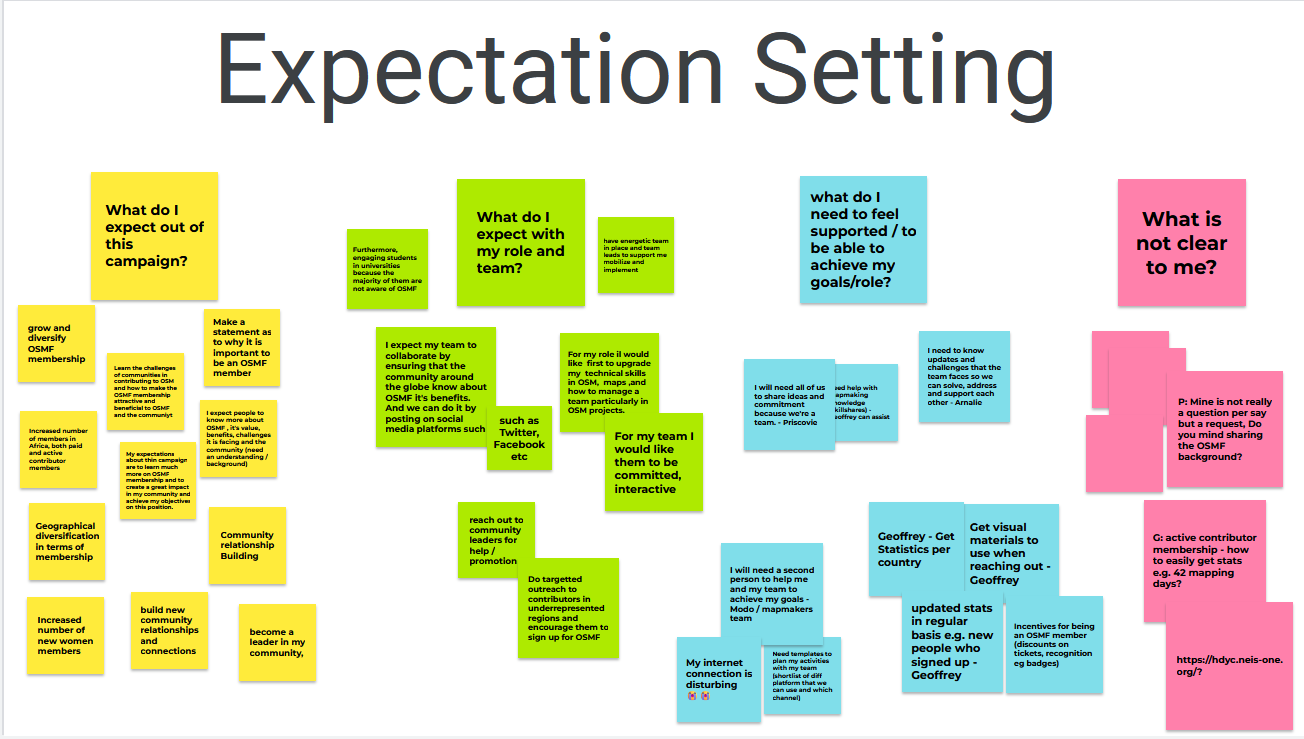 Expectation Setting
What do I
expect out of
this
campaign?
grow and
diversify
OSMF
membership
Make a
statement as
to why it is
important to
be an OSMF
member
Learn the challenges
of communities in
contributing to OSM
and how to make the
OSMF membership
attractive and
beneficial to OSMF
and the communiyt
Increased number
of members in
Africa, both paid
and active
contributor
members
I expect people to
know more about
OSMF , it's value,
benefits, challenges
it is facing and the
community (need
an understanding /
background)
My expectations
about thin campaign
are to learn much
more on OSMF
membership and to
create a great impact
in my community and
achieve my objectives
on this position.
Geographical
diversification
in terms of
membership
Community
relationship
Building
Increased
number of
new women
members
build new
community
relationships
and
connections
become a
leader in my
community,
What do I
expect with
my role and
team?
Furthermore,
engaging students
in universities
because the
majority of them are
not aware of OSMF
have energetic team
in place and team
leads to support me
mobilize and
implement
I expect my team to
collaborate by
ensuring that the
community around
the globe know about
OSMF it's benefits.
And we can do it by
posting on social
media platforms such
such as
Twitter,
Facebook
etc
For my role il would
like first to upgrade
my technical skills
in OSM, maps ,and
how to manage a
team particularly in
OSM projects.
For my team I
would like
them to be
committed,
interactive
reach out to
community
leaders for
help /
promotion
Do targetted
outreach to
contributors in
underrepresented
regions and
encourage them to
sign up for OSMF
what do I
need to feel
supported / to
be able to
achieve my
goals/role?
I will need all of us
to share ideas and
commitment
because we're a
team. - Priscovie
help with
can assist
I need to know
updates and
challenges that the
team faces so we
can solve, address
and support each
other - Arnalie
Geoffrey - Get
Statistics per
country
Get visual
materials to
use when
reaching out -
Geoffrey
I will need a second
person to help me
and my team to
achieve my goals -
Modo / mapmakers
team
updated stats
in regular
basis e.g. new
people who
signed up -
Geoffrey
Incentives for being
an OSMF member
(discounts on
tickets, recognition
eg badges)
My internet
connection is
disturbing
Need templates to
plan my activities
with my team
(shortlist of diff
platform that we
can use and which
channel)
What is
not clear
to me?
P: Mine is not really
a question per say
but a request, Do
you mind sharing
the OSMF
background?
G: active contributor
membership - how
to easily get stats
e.g. 42 mapping
days?
https://hdyc.neis-one.
org/?